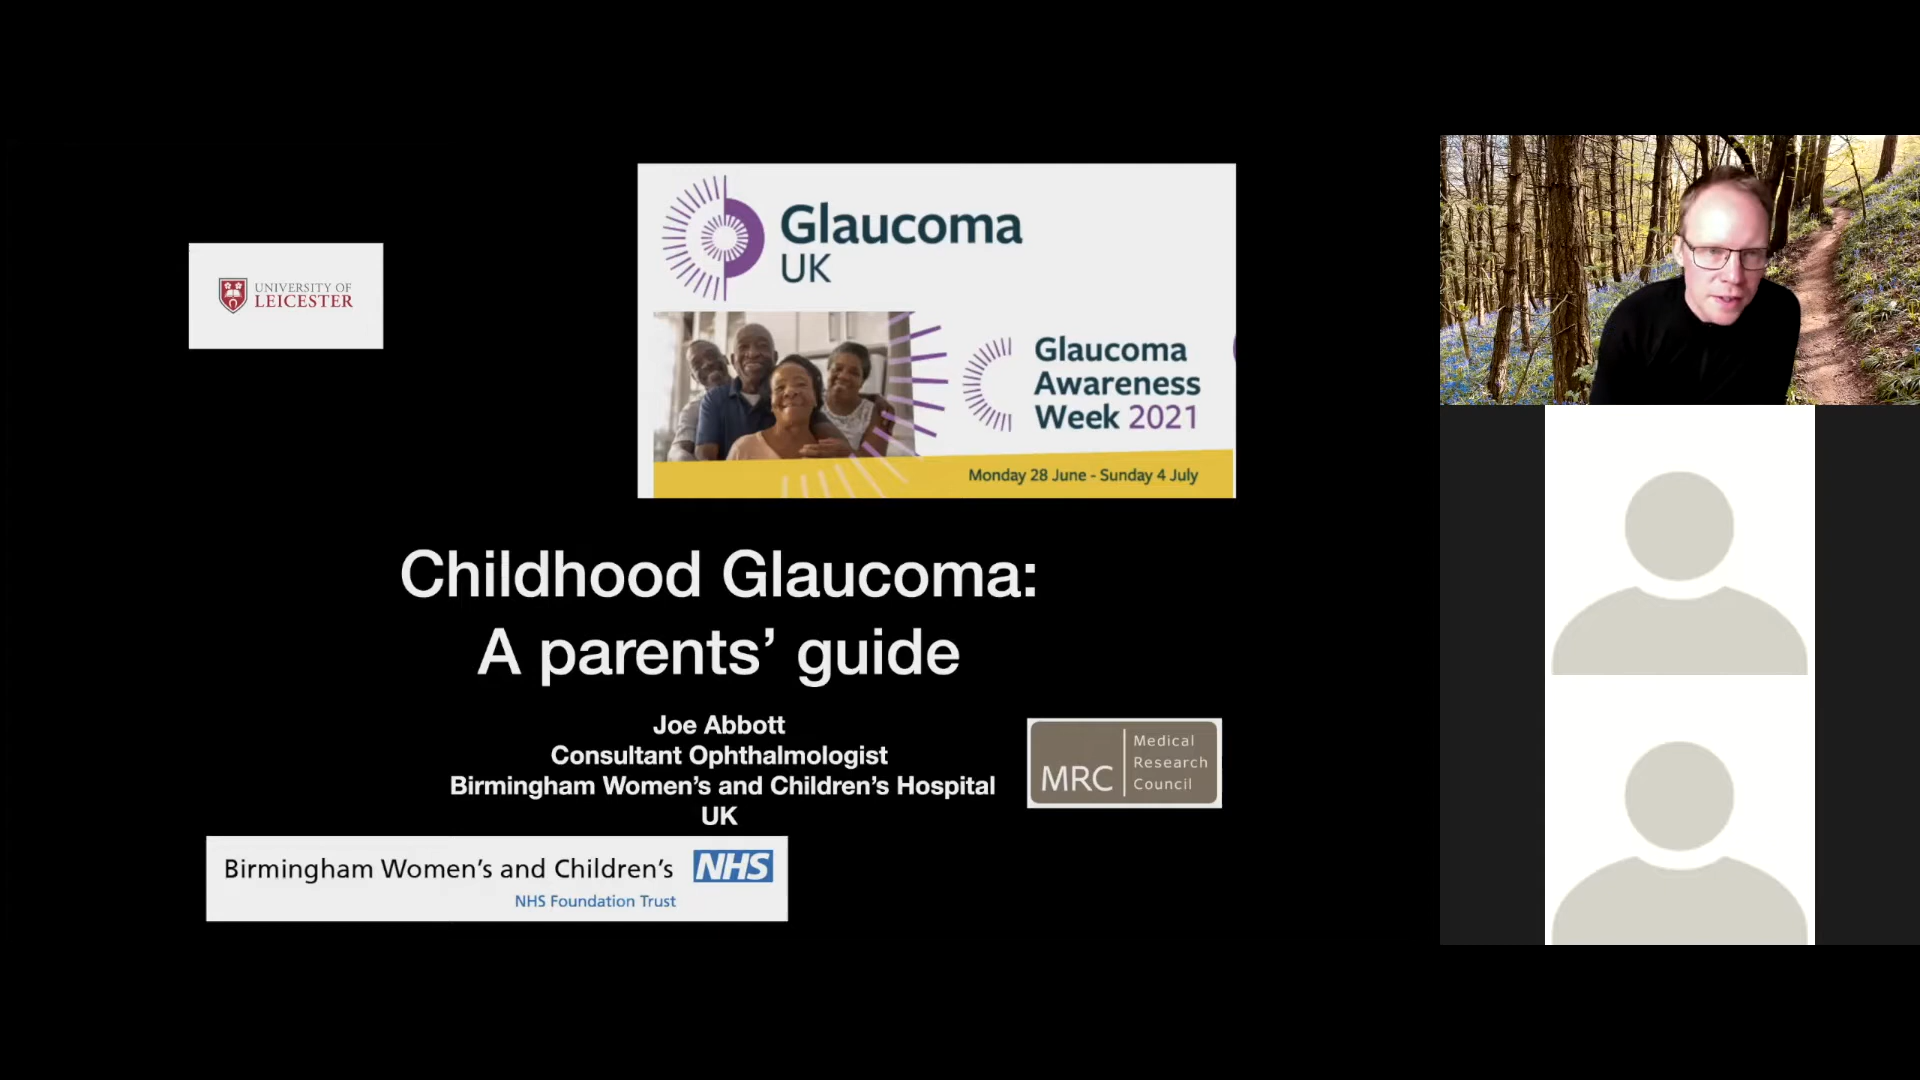 Glaucoma
UK
UNIVERSITY OF
LEICESTER
Glaucoma
Awareness
Week 2021
Monday 28 June - Sunday 4 July
Childhood Glaucoma:
A parents’ guide
Joe Abbott
Consultant Ophthalmologist
Birmingham Women’s and Children’s Hospital
UK
MRC
Medical
Research
Council
Birmingham Women’s and Children’s NHS
NHS Foundation Trust